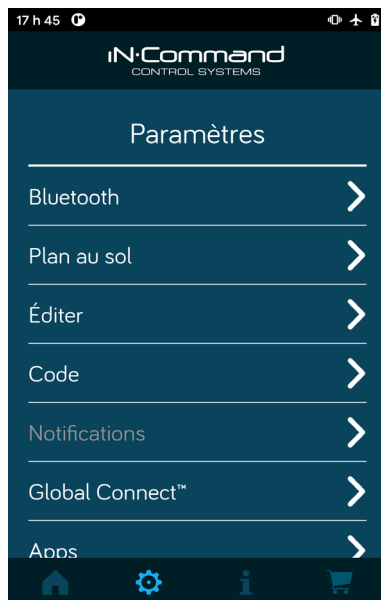 17 h 45
iN·Command
CONTROL SYSTEMS
Paramètres
Bluetooth
Plan au sol
Éditer
Code
Notifications
Global Connect™
Apps